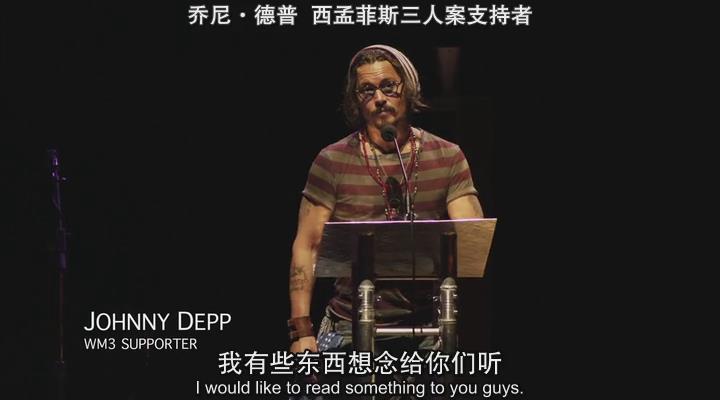 乔尼·德普 西孟菲斯三人案支持者
JOHNNY DEPP
WM3 SUPPORTER
我有些东西想念给你们听
I would like to read something to you guys.